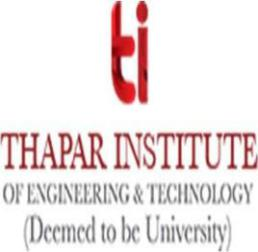 ti
THAPAR INSTITUTE
OF ENGINEERING & TECHNOLOGY
(Deemed to be University)